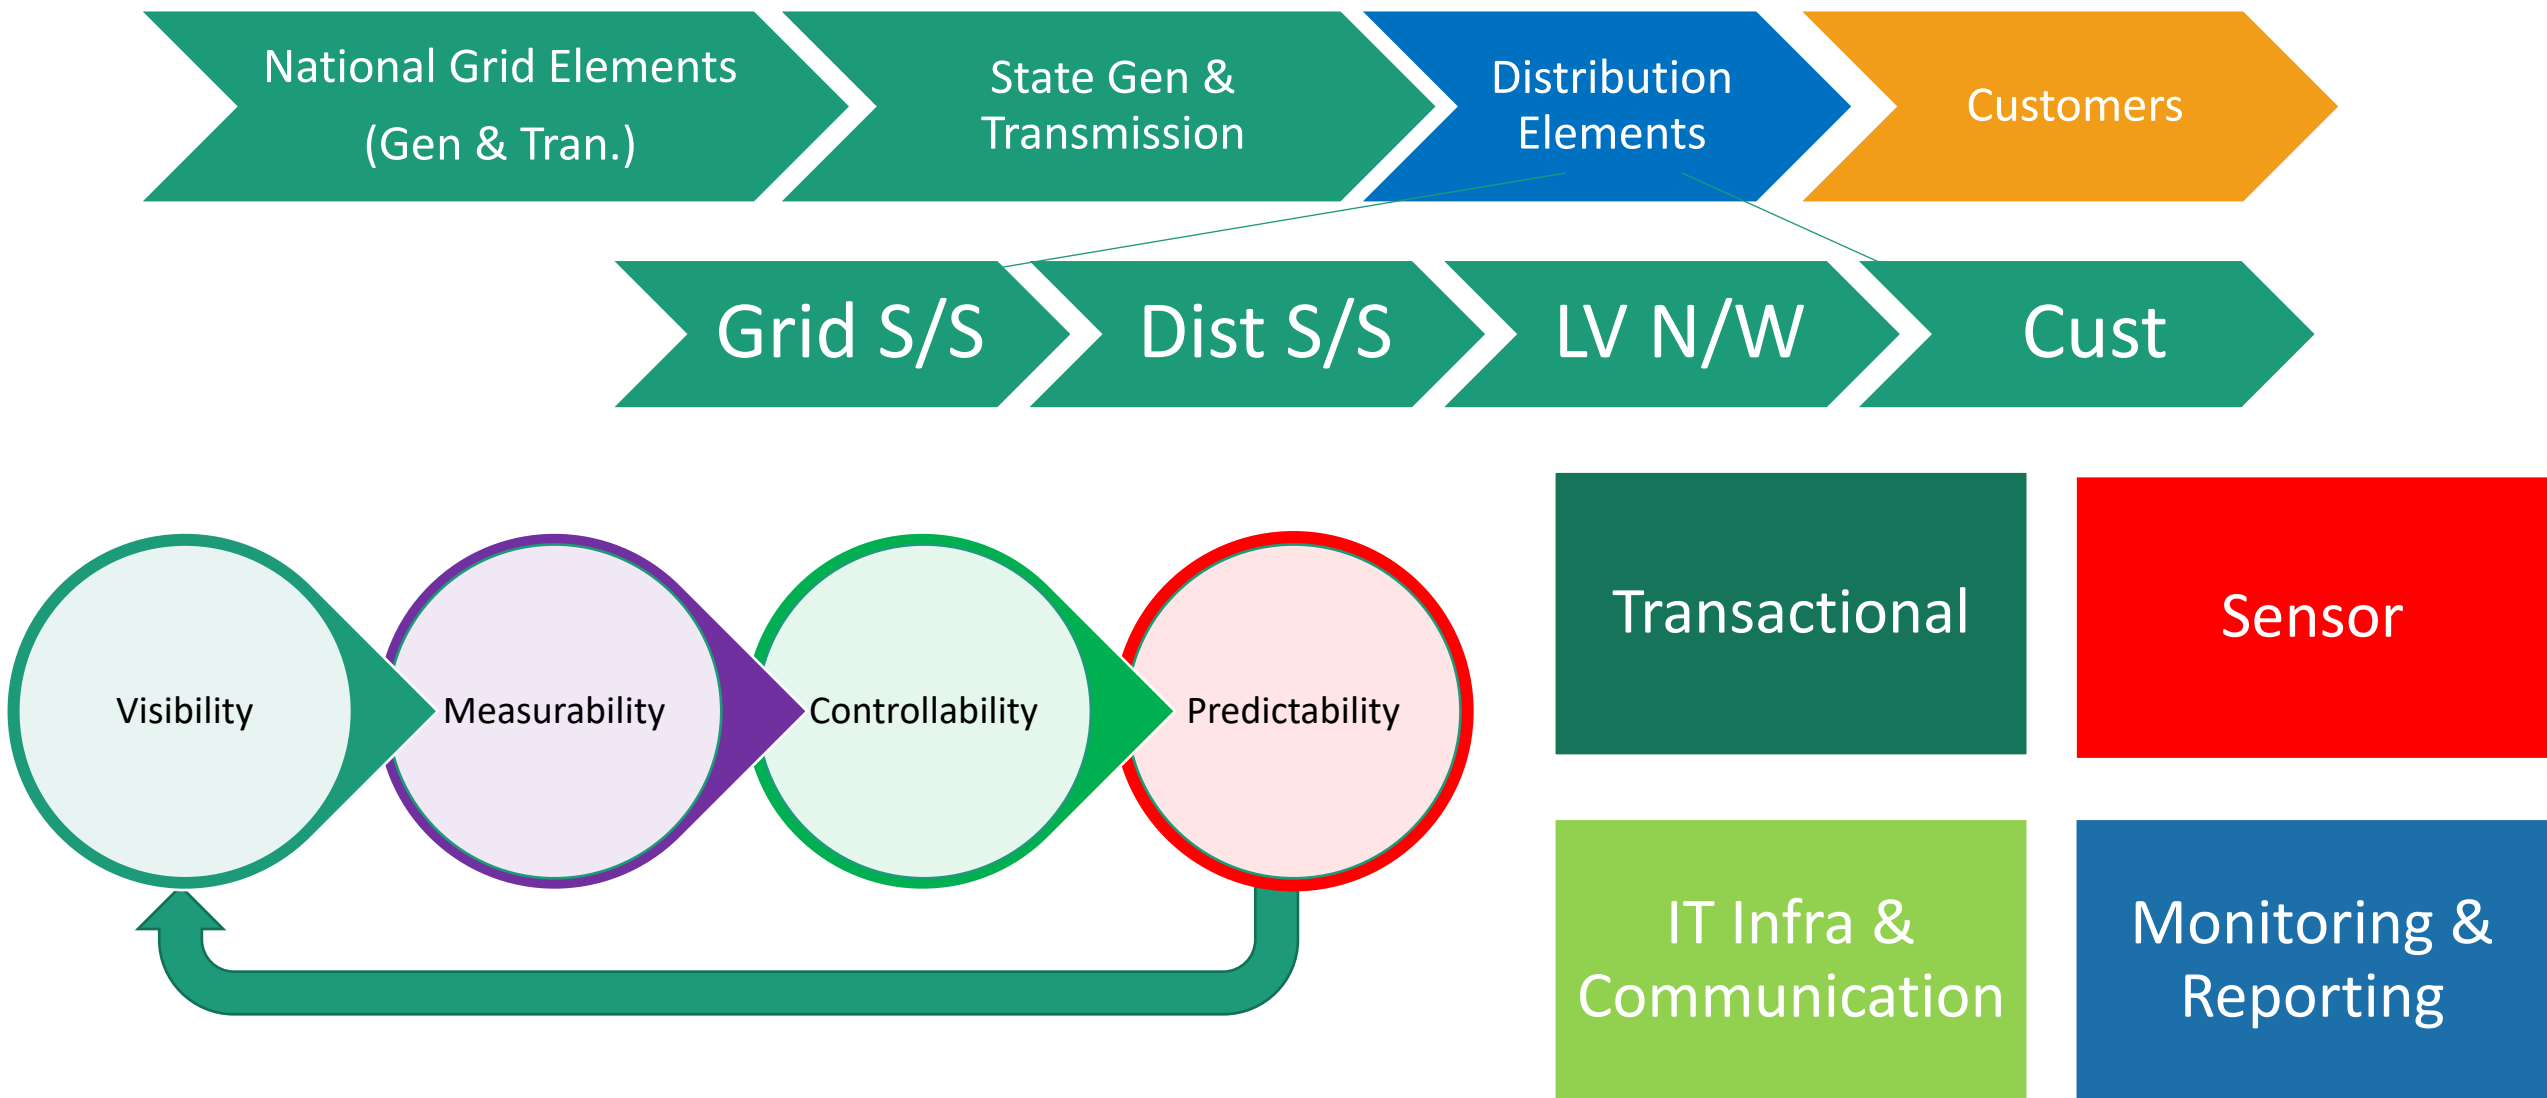 National Grid Elements
(Gen & Tran.)
State Gen &
Transmission
Distribution
Elements
Customers
Grid S/S
Dist S/S
LV N/W
Cust
Visibility
Measurability
Controllability
Predictability
Transactional
Sensor
IT Infra &
Communication
Monitoring &
Reporting